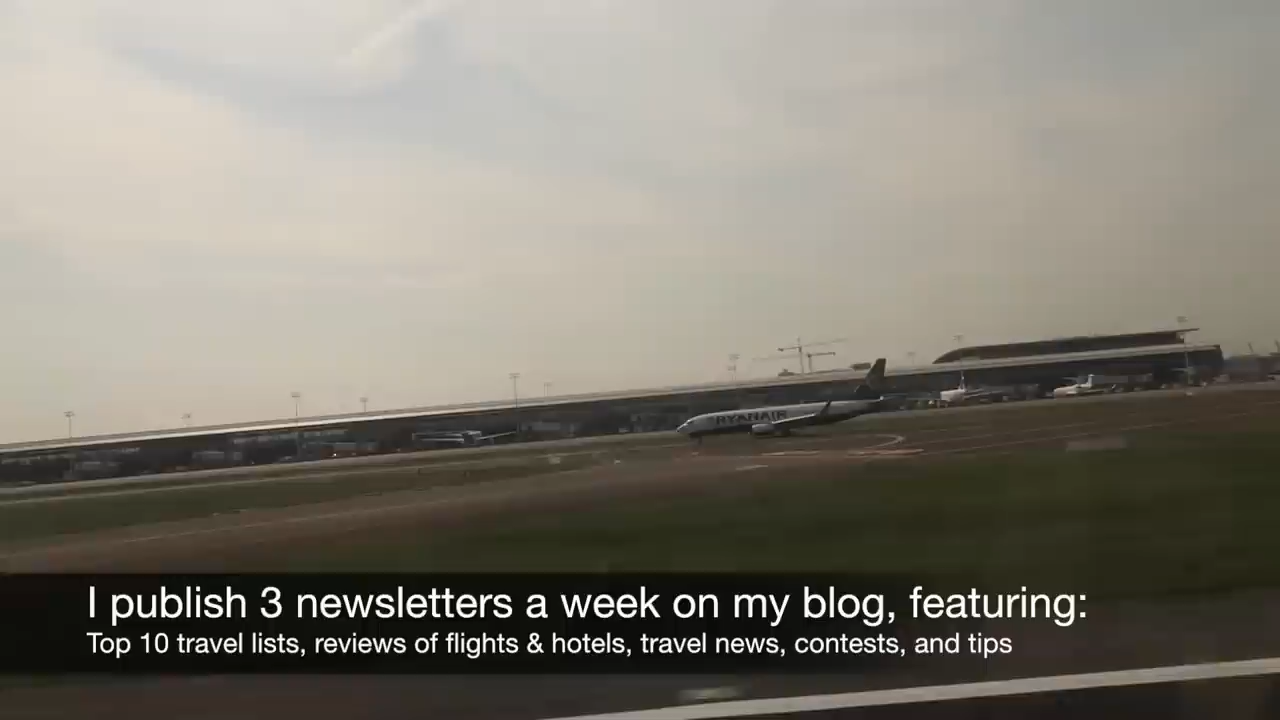 RYANAIR
I publish 3 newsletters a week on my blog, featuring:
Top 10 travel lists, reviews of flights & hotels, travel news, contests, and tips